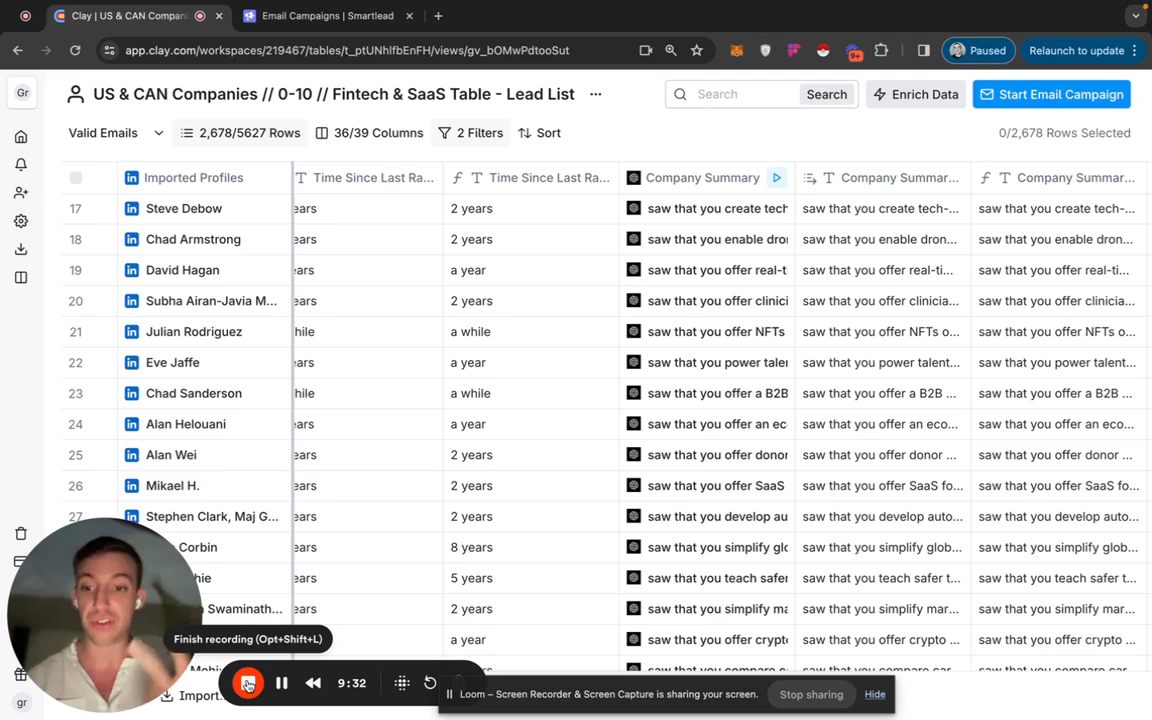 Clay | US & CAN Compani
Email Campaigns | Smartlead
app.clay.com/workspaces/219467/tables/t_ptUNhlfbEnFH/views/gv_bOMwPdtooSut
9+
Paused
Relaunch to update
Gr
US & CAN Companies // 0-10 // Fintech & SaaS Table - Lead List
Search
Search
Enrich Data
Start Email Campaign
Valid Emails
2,678/5627 Rows
36/39 Columns
2 Filters
Sort
0/2,678 Rows Selected
Imported Profiles
Time Since Last Ra...
Time Since Last Ra...
Company Summary
Company Summar...
Company Summar...
17 Steve Debow ears 2 years saw that you create tech saw that you create tech-... saw that you create tech-...
18 Chad Armstrong ears 2 years saw that you enable dron saw that you enable dron... saw that you enable dron...
19 David Hagan ars a year saw that you offer real-ti saw that you offer real-ti... saw that you offer real-ti...
20 Subha Airan-Javia M... ears 2 years saw that you offer clinici saw that you offer clinicia... saw that you offer clinicia...
21 Julian Rodriguez hile a while saw that you offer NFTs saw that you offer NFTs o... saw that you offer NFTs o...
22 Eve Jaffe ars a year saw that you power taler saw that you power talent... saw that you power talent...
23 Chad Sanderson hile a while saw that you offer a B2B saw that you offer a B2B ... saw that you offer a B2B ...
24 Alan Helouani ars a year saw that you offer an ec saw that you offer an eco... saw that you offer an eco...
25 Alan Wei ears 2 years saw that you offer donor saw that you offer donor ... saw that you offer donor ...
26 Mikael H. ears 2 years saw that you offer SaaS saw that you offer SaaS fo... saw that you offer SaaS fo...
27 Stephen Clark, Maj G... ears 2 years saw that you develop au saw that you develop auto... saw that you develop auto...
Corbin ears 8 years saw that you simplify glo saw that you simplify glob... saw that you simplify glob...
hie ears 5 years saw that you teach safer saw that you teach safer t... saw that you teach safer t...
Swaminath... ears 2 years saw that you simplify ma saw that you simplify mar... saw that you simplify mar...
ars a year saw that you offer crypto saw that you offer crypto ... saw that you offer crypto ...
Finish recording (Opt+Shift+L)
9:32
Import
Loom – Screen Recorder & Screen Capture is sharing your screen.
Stop sharing
Hide
gr